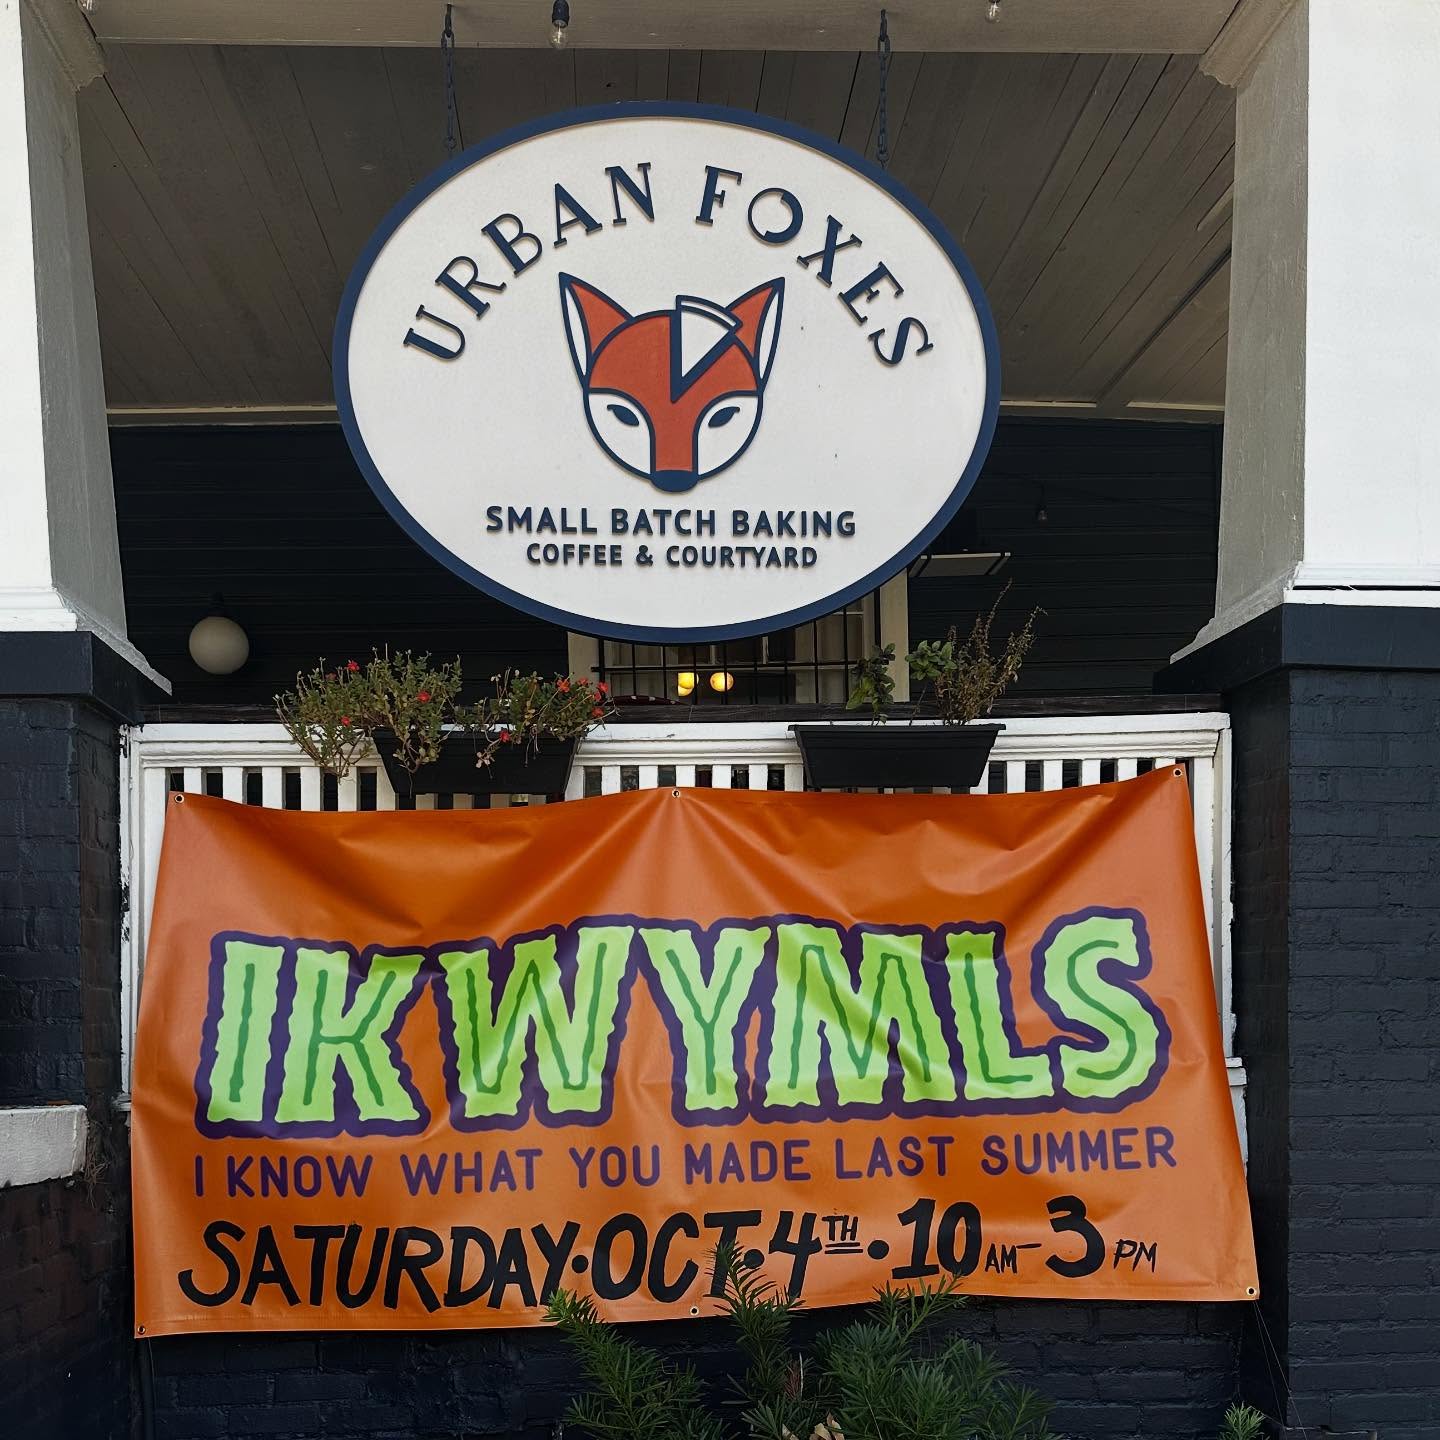 URBAN FOXES
SMALL BATCH BAKING
COFFEE & COURTYARD
IKWYMLS
I KNOW WHAT YOU MADE LAST SUMMER
SATURDAY•OCT•4TH•10AM-3PM